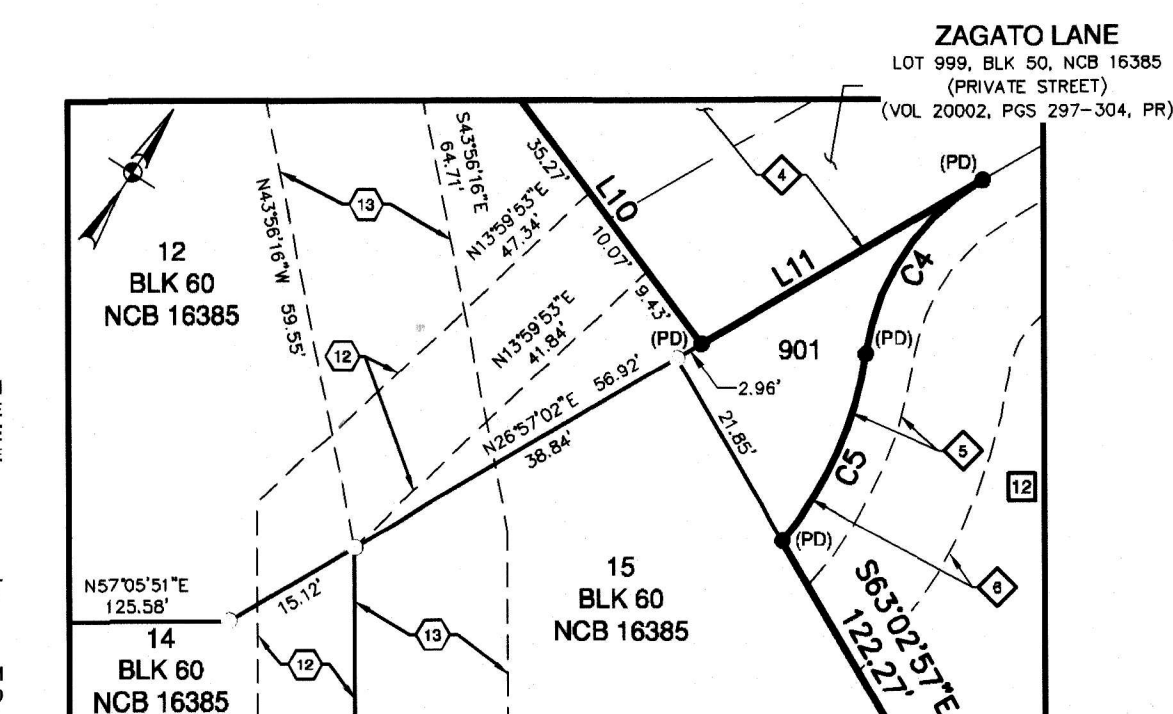 ZAGATO LANE
LOT 999, BLK 50, NCB 16385
(PRIVATE STREET)
(VOL 20002, PGS 297-304, PR)
S43°56'16"E
64.71'
35.27'
L10
4
(PD)
13
N43°56'16"W 59.55'
N13°59'53"E
47.34'
10.07'
L11
C4
12
BLK 60
NCB 16385
9.43'
N13°59'53"E
41.84'
(PD)
901
(PD)
12
2.96'
N26°57'02"E 56.92'
38.84'
21.85'
5
C5
12
(PD)
N57°05'51"E
125.58'
15.12'
15
BLK 60
NCB 16385
6
14
BLK 60
NCB 16385
12
13
S63°02'57"E
122.27'